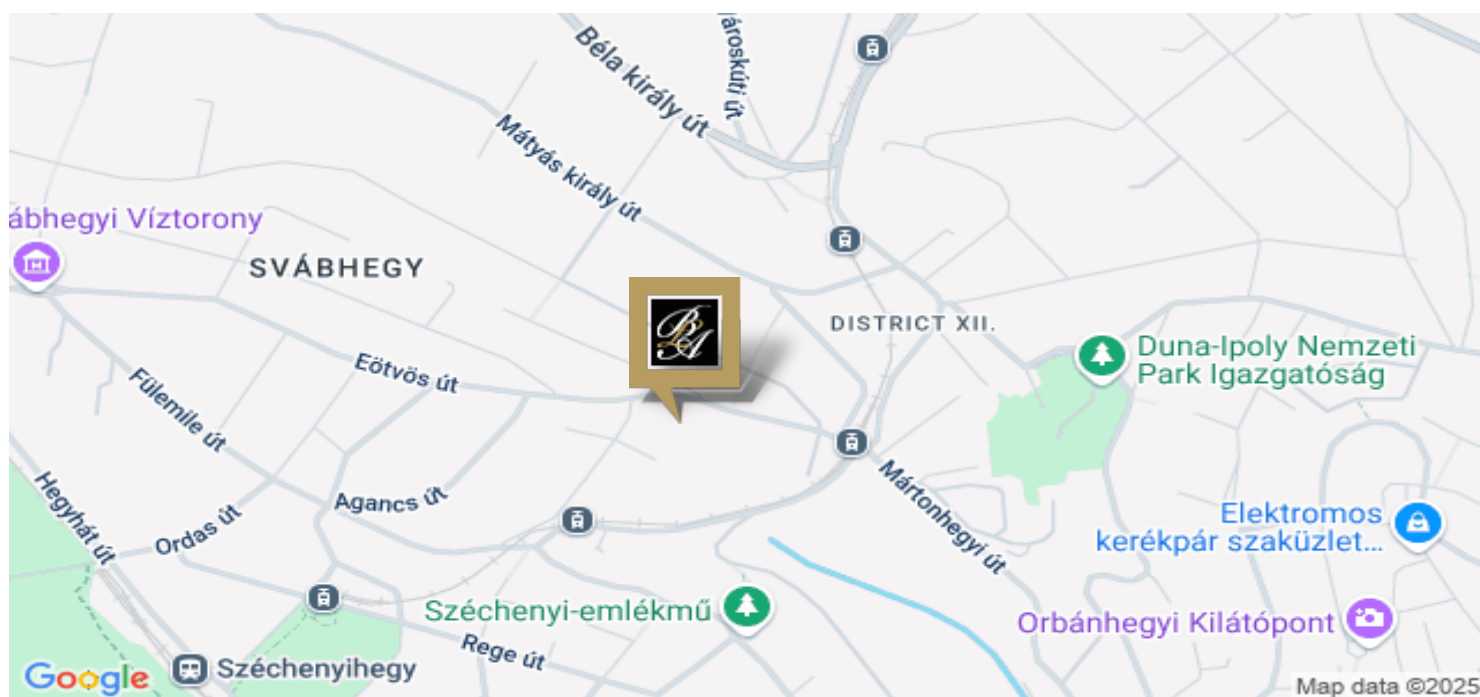 Béla király út
ároskúti út
Mátyás király út
ábhegyi Víztorony
SVÁBHEGY
DISTRICT XII.
Duna-Ipoly Nemzeti
Park Igazgatóság
Eötvös út
Fülemile út
Agancs út
Hegyhát út
Ordas út
Mártonhegyi út
Elektromos
kerékpár szaküzlet...
Széchenyi-emlékmű
Orbánhegyi Kilátópont
Rege út
Széchenyihegy
Google
Map data ©2025